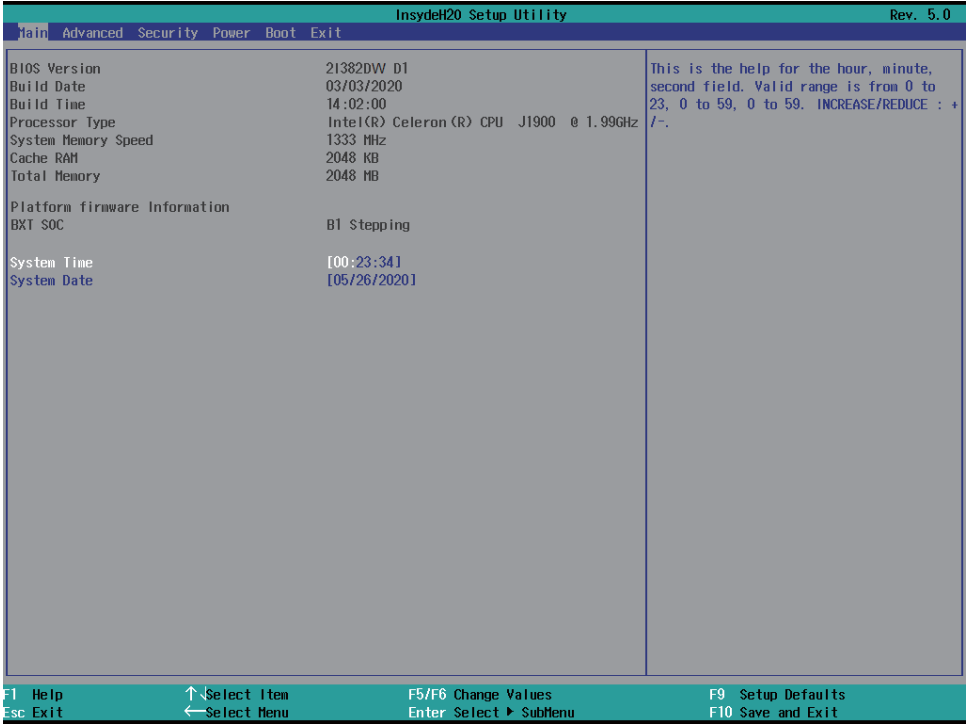 InsydeH20 Setup Utility Rev. 5.0
Main Advanced Security Power Boot Exit
BIOS Version 21382DW D1
Build Date 03/03/2020
Build Time 14:02:00
Processor Type Intel(R) Celeron(R) CPU J1900 @ 1.99GHz
System Memory Speed 1333 MHz
Cache RAM 2048 KB
Total Memory 2048 MB
Platform firmware Information
BXT SOC B1 Stepping
System Time [00:23:34]
System Date [05/26/2020]
This is the help for the hour, minute,
second field. Valid range is from 0 to
23, 0 to 59, 0 to 59. INCREASE/REDUCE : +
/-.
F1 Help ↑↓Select Item F5/F6 Change Values F9 Setup Defaults
Esc Exit ←Select Menu Enter Select ▶ SubMenu F10 Save and Exit